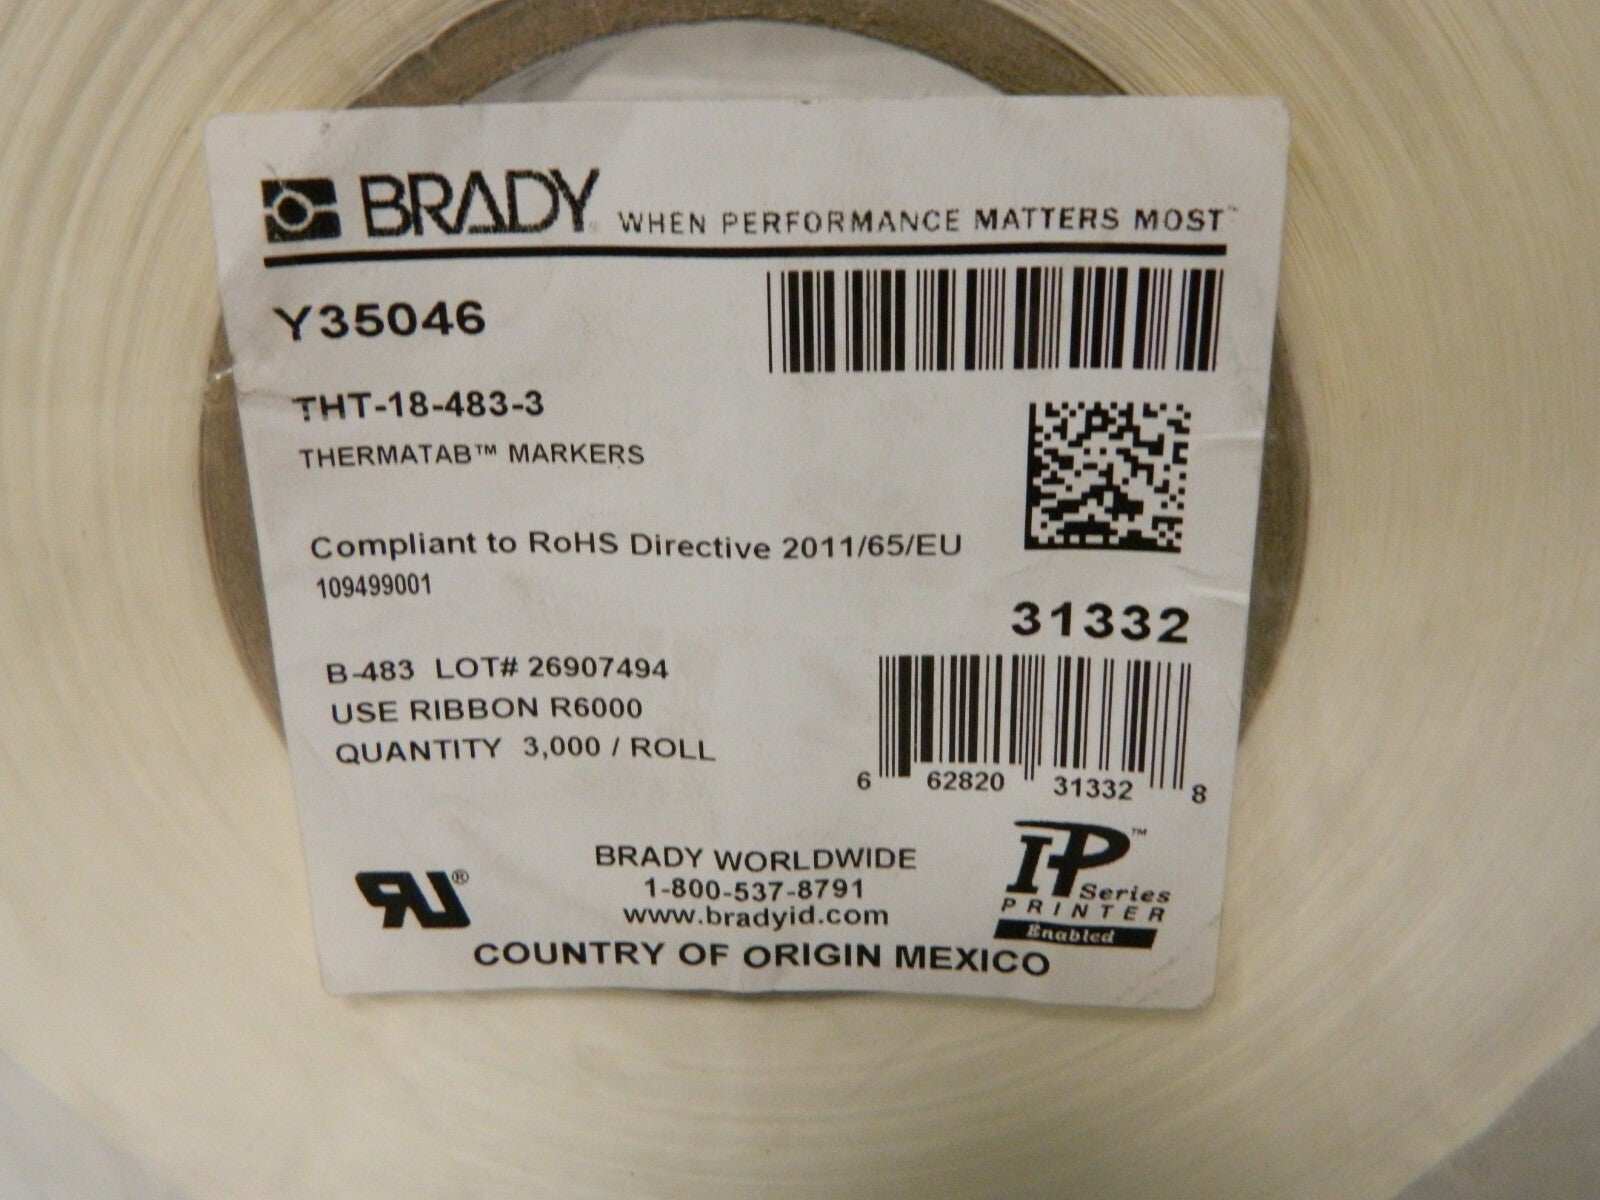 BRADY WHEN PERFORMANCE MATTERS MOST™
Y35046
THT-18-483-3
THERMATAB™ MARKERS
Compliant to RoHS Directive 2011/65/EU
109499001
31332
B-483 LOT# 26907494
USE RIBBON R6000
QUANTITY 3,000 / ROLL
6 62820 31332 8
BRADY WORLDWIDE
1-800-537-8791
www.bradyid.com
COUNTRY OF ORIGIN MEXICO
RU®
IP™
Series
PRINTER
Enabled